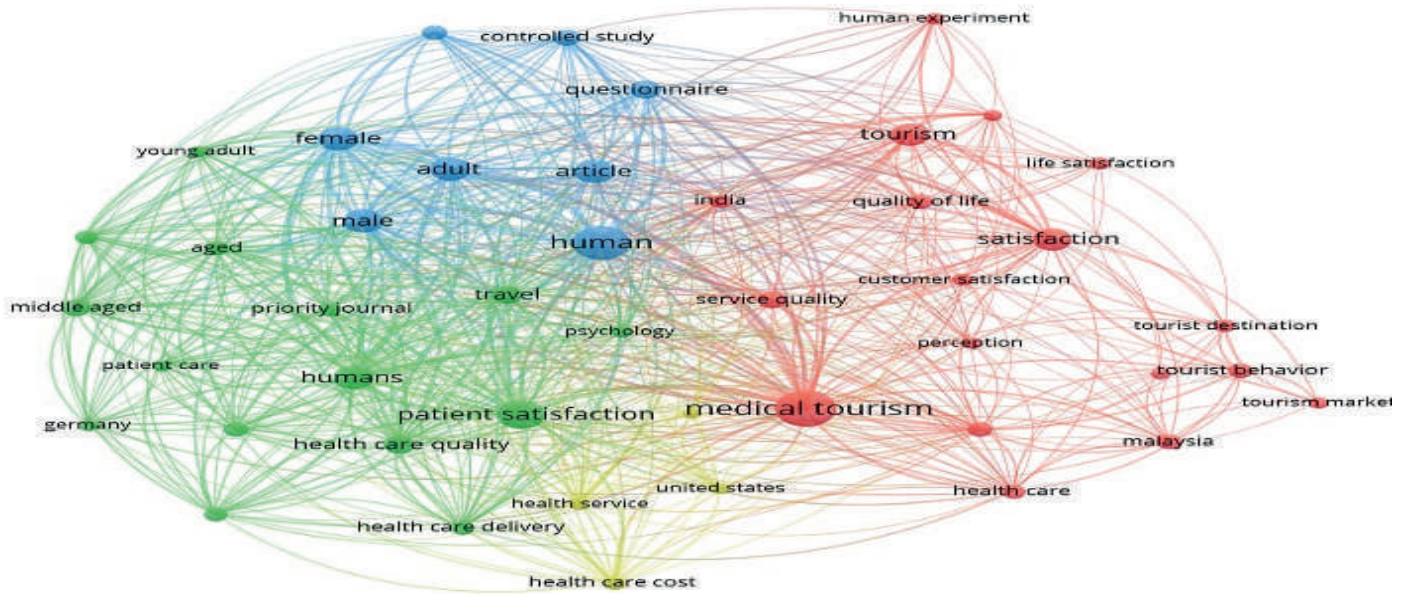 human experiment
controlled study
questionnaire
female
tourism
young adult
life satisfaction
adult
article
india
quality of life
male
human
satisfaction
aged
customer satisfaction
travel
service quality
middle aged
priority journal
tourist destination
psychology
perception
patient care
tourist behavior
humans
tourism market
patient satisfaction
medical tourism
germany
health care quality
malaysia
united states
health care
health service
health care delivery
health care cost